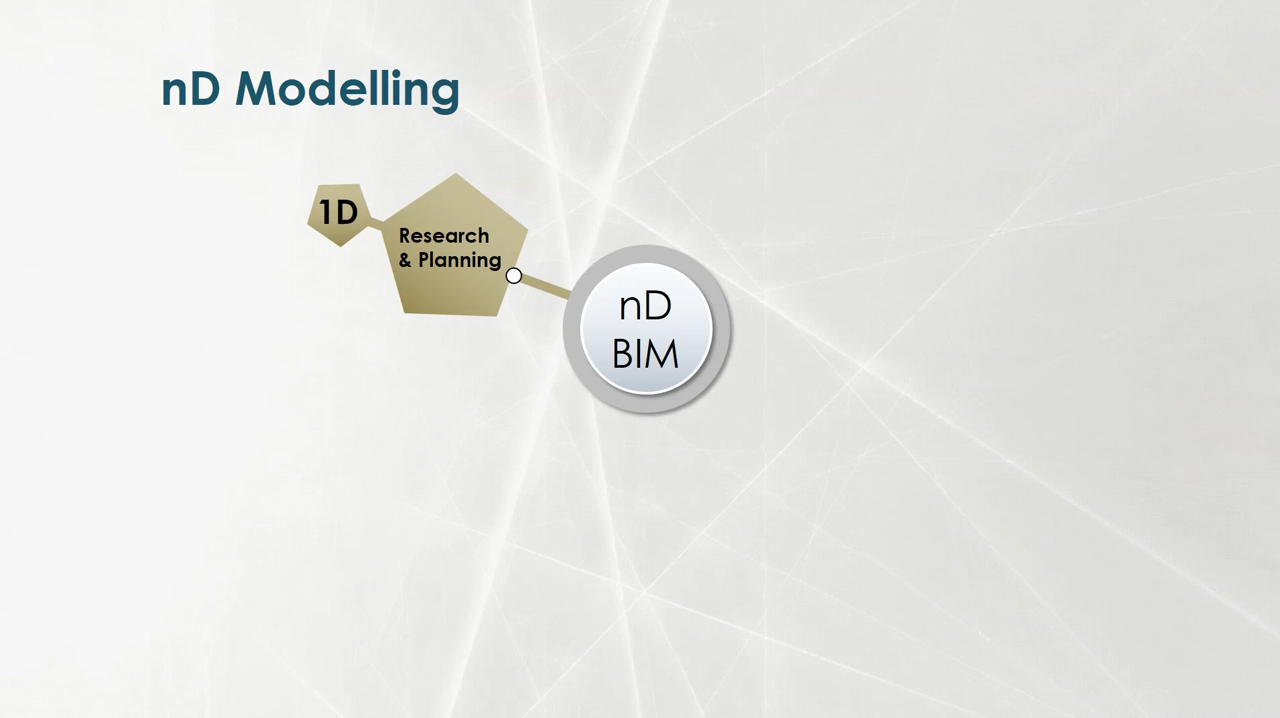 nD Modelling
1D
Research
& Planning
nD
BIM